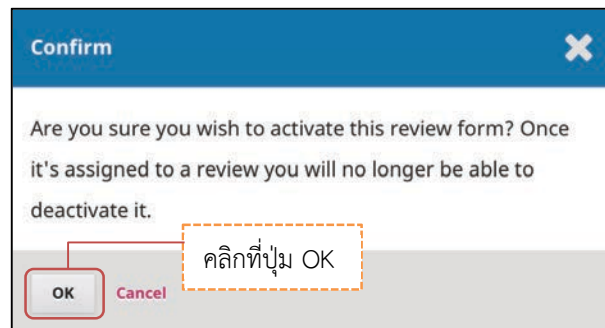 Confirm
Are you sure you wish to activate this review form? Once
it's assigned to a review you will no longer be able to
deactivate it.
คลิกที่ปุ่ม OK
OK Cancel